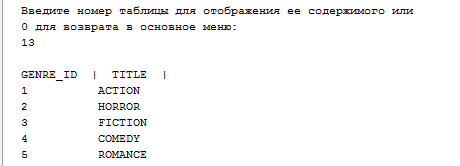 Введите номер таблицы для отображения ее содержимого или
0 для возврата в основное меню:
13
GENRE_ID | TITLE |
1 ACTION
2 HORROR
3 FICTION
4 COMEDY
5 ROMANCE